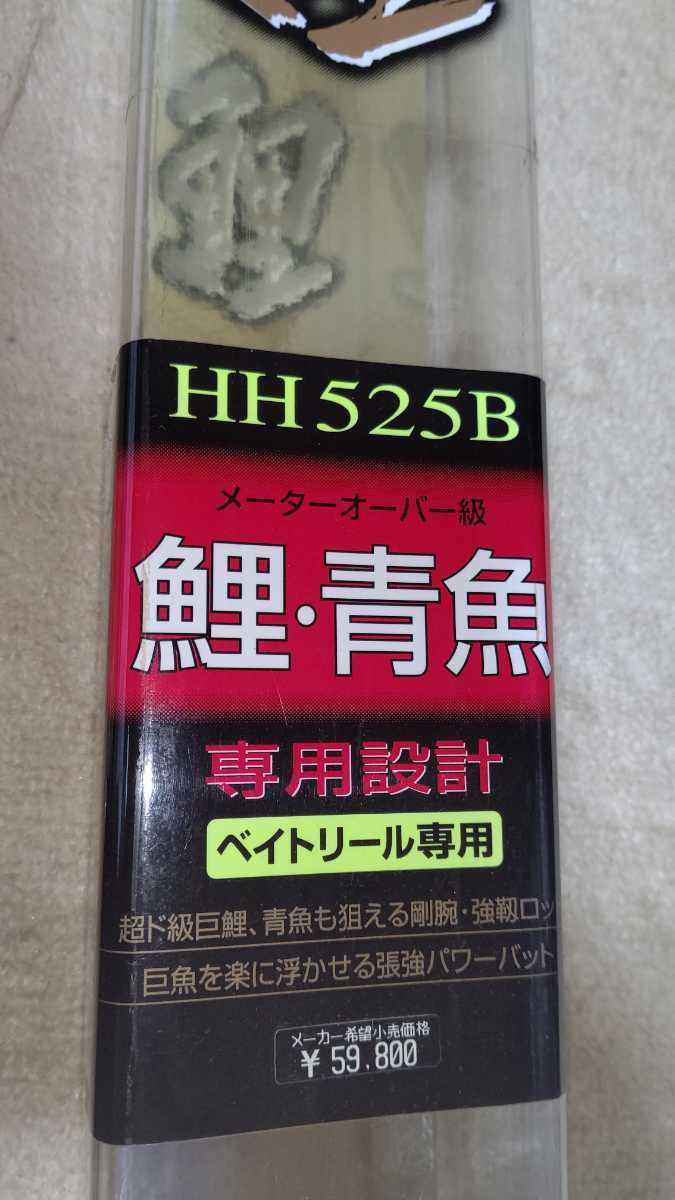 鯉
HH525B
メーターオーバー級
鯉・青魚
専用設計
ベイトリール専用
超ド級巨鯉、青魚も狙える剛腕・強靱ロッ
巨魚を楽に浮かせる張強パワーバット
メーカー希望小売価格
¥59,800